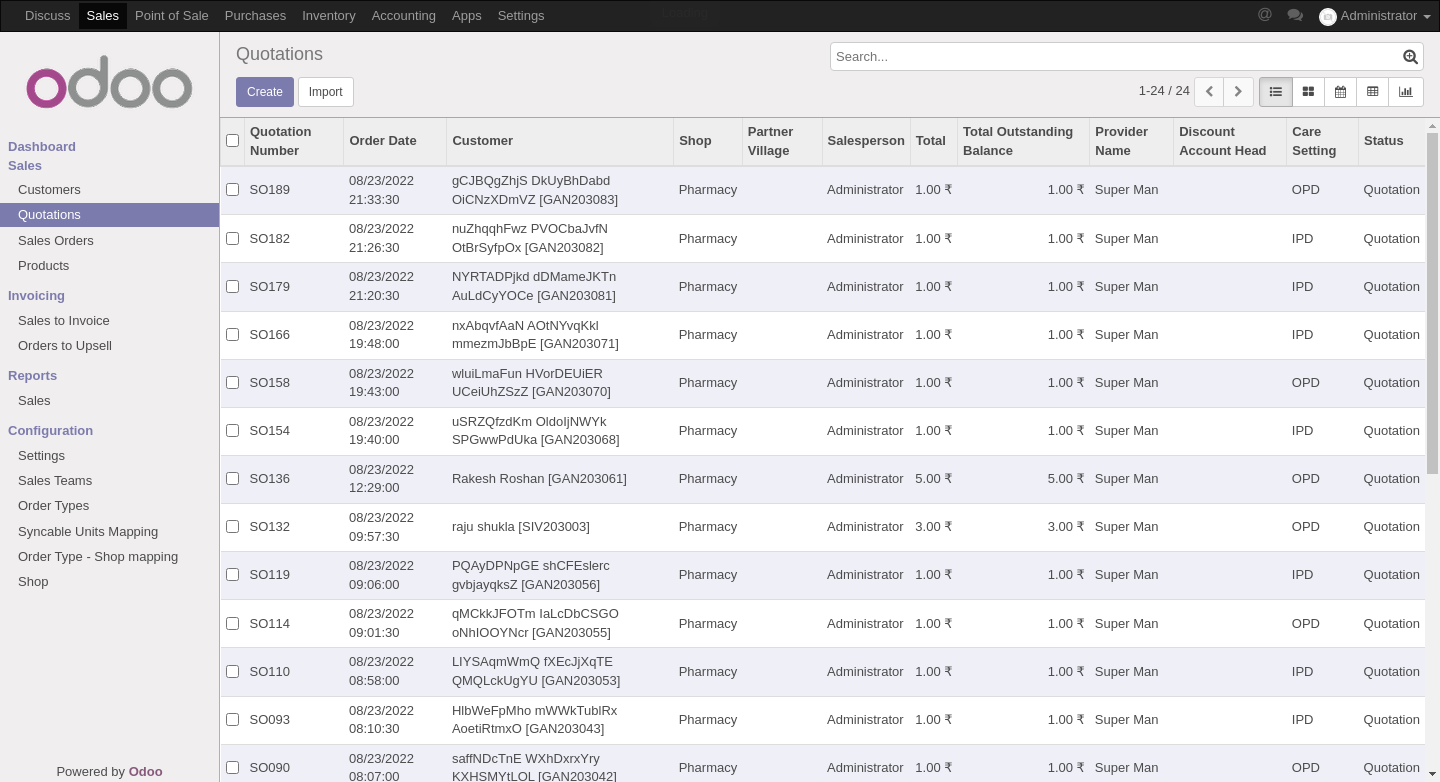 Discuss Sales Point of Sale Purchases Inventory Accounting Apps Settings @ Administrator
odoo
Quotations
Search...
Create Import
1-24 / 24
Dashboard
Sales
Customers
Quotations
Sales Orders
Products
Invoicing
Sales to Invoice
Orders to Upsell
Reports
Sales
Configuration
Settings
Sales Teams
Order Types
Syncable Units Mapping
Order Type - Shop mapping
Shop
Powered by Odoo
Quotation Number Order Date Customer Shop Partner Village Salesperson Total Total Outstanding Balance Provider Name Discount Account Head Care Setting Status
SO189 08/23/2022 21:33:30 gCJBQgZhjS DkUyBhDabd OiCNzXDmVZ [GAN203083] Pharmacy Administrator 1.00 ₹ 1.00 ₹ Super Man OPD Quotation
SO182 08/23/2022 21:26:30 nuZhqqhFwz PVOCbaJvfN OtBrSyfpOx [GAN203082] Pharmacy Administrator 1.00 ₹ 1.00 ₹ Super Man IPD Quotation
SO179 08/23/2022 21:20:30 NYRTADPjkd dDMameJKTn AuLdCyYOCe [GAN203081] Pharmacy Administrator 1.00 ₹ 1.00 ₹ Super Man IPD Quotation
SO166 08/23/2022 19:48:00 nxAbqvfAaN AOtNYvqKkl mmezmJbBpE [GAN203071] Pharmacy Administrator 1.00 ₹ 1.00 ₹ Super Man IPD Quotation
SO158 08/23/2022 19:43:00 wluiLmaFun HVorDEUiER UCeiUhZSzZ [GAN203070] Pharmacy Administrator 1.00 ₹ 1.00 ₹ Super Man OPD Quotation
SO154 08/23/2022 19:40:00 uSRZQfzdKm OldoIjNWYk SPGwwPdUka [GAN203068] Pharmacy Administrator 1.00 ₹ 1.00 ₹ Super Man IPD Quotation
SO136 08/23/2022 12:29:00 Rakesh Roshan [GAN203061] Pharmacy Administrator 5.00 ₹ 5.00 ₹ Super Man OPD Quotation
SO132 08/23/2022 09:57:30 raju shukla [SIV203003] Pharmacy Administrator 3.00 ₹ 3.00 ₹ Super Man OPD Quotation
SO119 08/23/2022 09:06:00 PQAyDPNpGE shCFEslerc gvbjayqksZ [GAN203056] Pharmacy Administrator 1.00 ₹ 1.00 ₹ Super Man IPD Quotation
SO114 08/23/2022 09:01:30 qMCkkJFOTm IaLcDbCSGO oNhIOOYNcr [GAN203055] Pharmacy Administrator 1.00 ₹ 1.00 ₹ Super Man OPD Quotation
SO110 08/23/2022 08:58:00 LIYSAqmWmQ fXEcJjXqTE QMQLckUgYU [GAN203053] Pharmacy Administrator 1.00 ₹ 1.00 ₹ Super Man IPD Quotation
SO093 08/23/2022 08:10:30 HlbWeFpMho mWWkTublRx AoetiRtmxO [GAN203043] Pharmacy Administrator 1.00 ₹ 1.00 ₹ Super Man IPD Quotation
SO090 08/23/2022 08:07:00 saffNDcTnE WXhDxrxYry KXHSMYtLOL [GAN203042] Pharmacy Administrator 1.00 ₹ 1.00 ₹ Super Man OPD Quotation